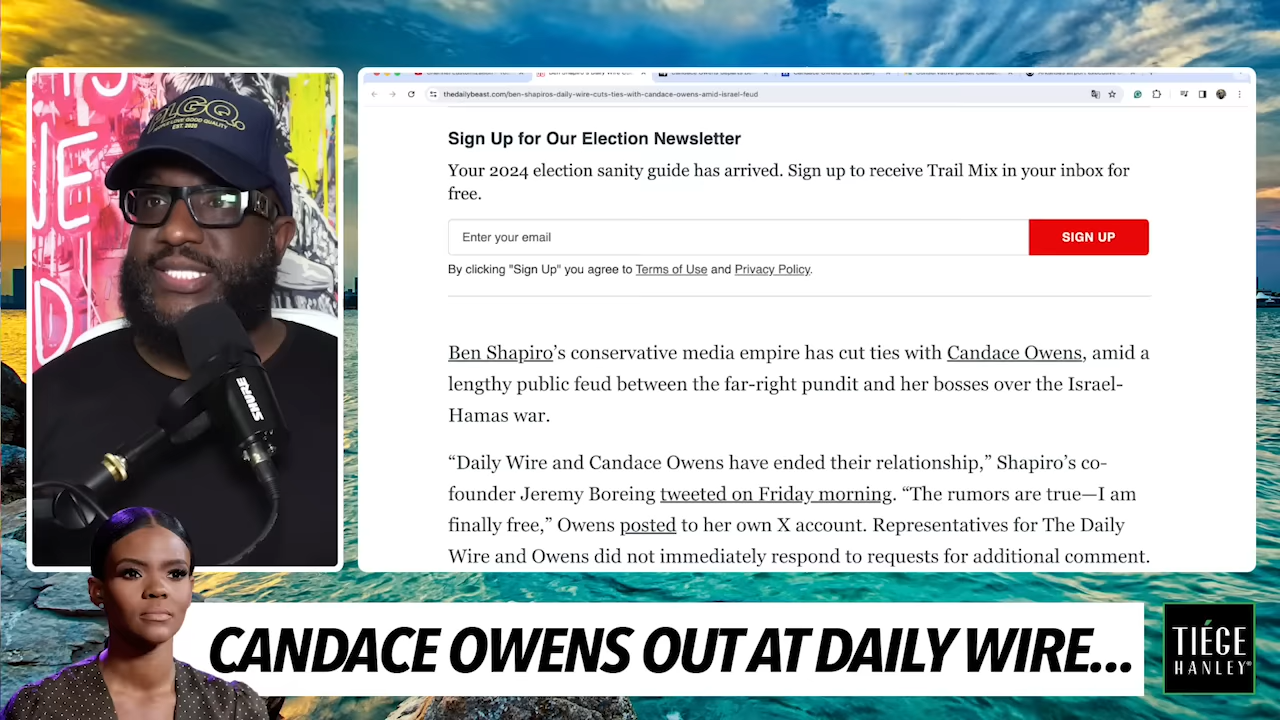 PLGQ.
PEOPLE LOVE GOOD QUALITY
EST. 2020
SHURE
thedailybeast.com/ben-shapiros-daily-wire-cuts-ties-with-candace-owens-amid-israel-feud
Sign Up for Our Election Newsletter
Your 2024 election sanity guide has arrived. Sign up to receive Trail Mix in your inbox for
free.
Enter your email
SIGN UP
By clicking "Sign Up" you agree to Terms of Use and Privacy Policy.
Ben Shapiro’s conservative media empire has cut ties with Candace Owens, amid a
lengthy public feud between the far-right pundit and her bosses over the Israel-
Hamas war.
“Daily Wire and Candace Owens have ended their relationship,” Shapiro’s co-
founder Jeremy Boreing tweeted on Friday morning. “The rumors are true—I am
finally free,” Owens posted to her own X account. Representatives for The Daily
Wire and Owens did not immediately respond to requests for additional comment.
CANDACE OWENS OUT AT DAILY WIRE...
TIÉGE
HANLEY®